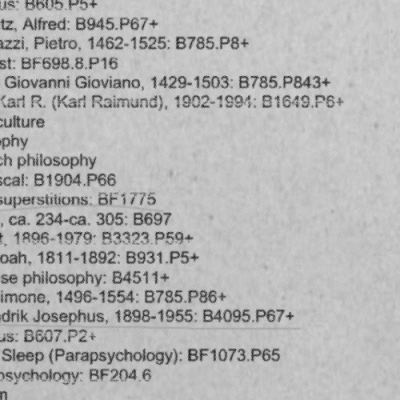 us: B605.P5+
tz, Alfred: B945.P67+
azzi, Pietro, 1462-1525: B785.P8+
st: BF698.8.P16
Giovanni Gioviano, 1429-1503: B785.P843+
Karl R. (Karl Raimund), 1902-1994: B1649.P6+
culture
ophy
ch philosophy
scal: B1904.P66
superstitions: BF1775
, ca. 234-ca. 305: B697
t, 1896-1979: B3323.P59+
oah, 1811-1892: B931.P5+
se philosophy: B4511+
imone, 1496-1554: B785.P86+
drik Josephus, 1898-1955: B4095.P67+
us: B607.P2+
Sleep (Parapsychology): BF1073.P65
psychology: BF204.6